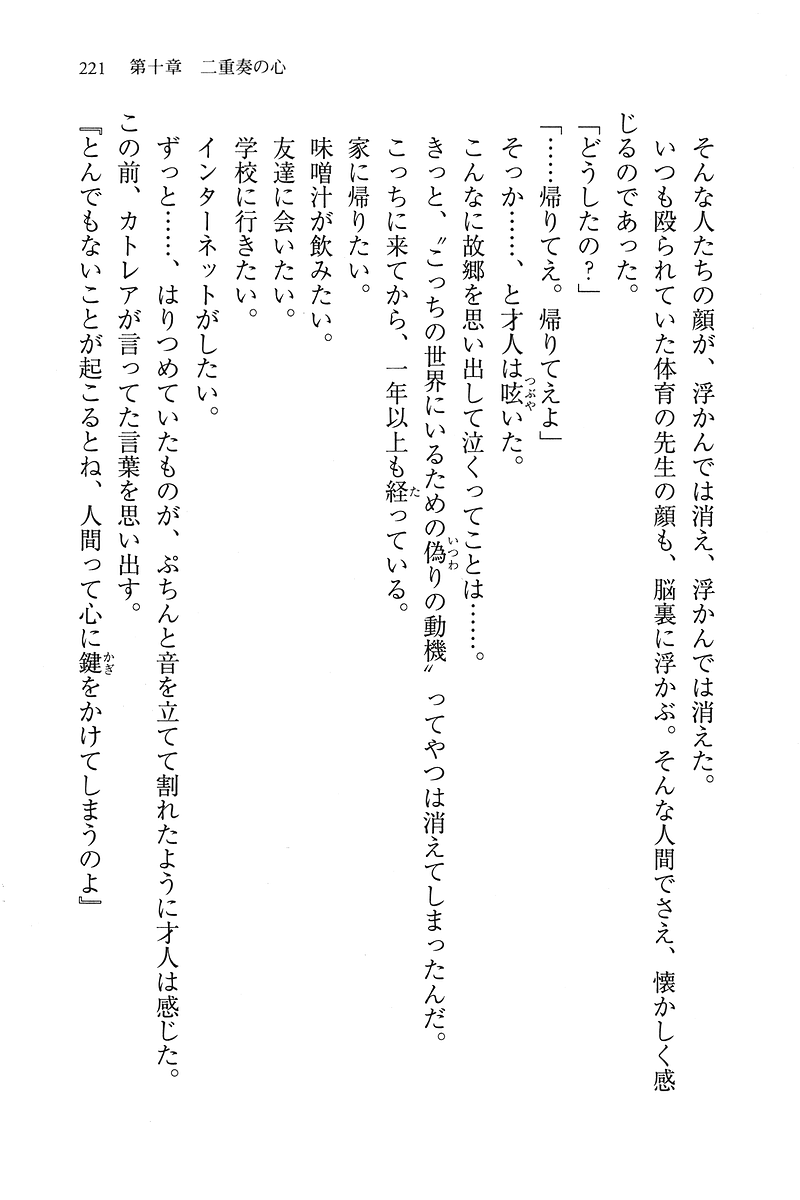 221　第十章　二重奏の心
そんな人たちの顔が、浮かんでは消え、浮かんでは消えた。
いつも殴られていた体育の先生の顔も、脳裏に浮かぶ。そんな人間でさえ、懐かしく感
じるのであった。
「どうしたの？」
「……帰りてえ。帰りてえよ」
そっか……、と才人は呟いた。
つぶや
こんなに故郷を思い出して泣くってことは……。
きっと、〝こっちの世界にいるための偽りの動機〟ってやつは消えてしまったんだ。
いつわ
こっちに来てから、一年以上も経っている。
た
家に帰りたい。
味噌汁が飲みたい。
友達に会いたい。
学校に行きたい。
インターネットがしたい。
ずっと……、はりつめていたものが、ぷちんと音を立てて割れたように才人は感じた。
この前、カトレアが言ってた言葉を思い出す。
『とんでもないことが起こるとね、人間って心に鍵をかけてしまうのよ』
かぎ